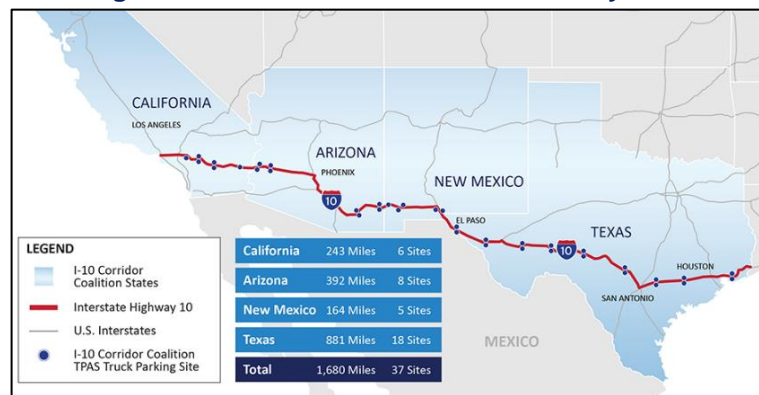 CALIFORNIA
LOS ANGELES
ARIZONA
PHOENIX
10
NEW MEXICO
EL PASO
TEXAS
10
HOUSTON
SAN ANTONIO
MEXICO
LEGEND
I-10 Corridor
Coalition States
Interstate Highway 10
U.S. Interstates
I-10 Corridor Coalition
TPAS Truck Parking Site
California 243 Miles 6 Sites
Arizona 392 Miles 8 Sites
New Mexico 164 Miles 5 Sites
Texas 881 Miles 18 Sites
Total 1,680 Miles 37 Sites